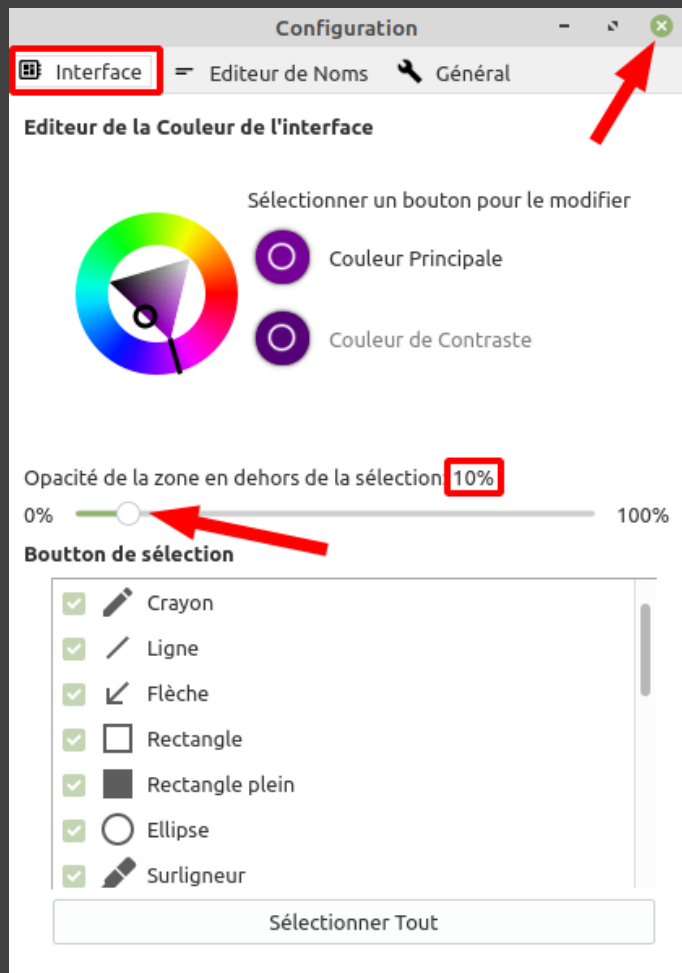 Configuration
Interface
Editeur de Noms
Général
Editeur de la Couleur de l'interface
Sélectionner un bouton pour le modifier
Couleur Principale
Couleur de Contraste
Opacité de la zone en dehors de la sélection: 10%
0%
100%
Boutton de sélection
Crayon
Ligne
Flèche
Rectangle
Rectangle plein
Ellipse
Surligneur
Sélectionner Tout